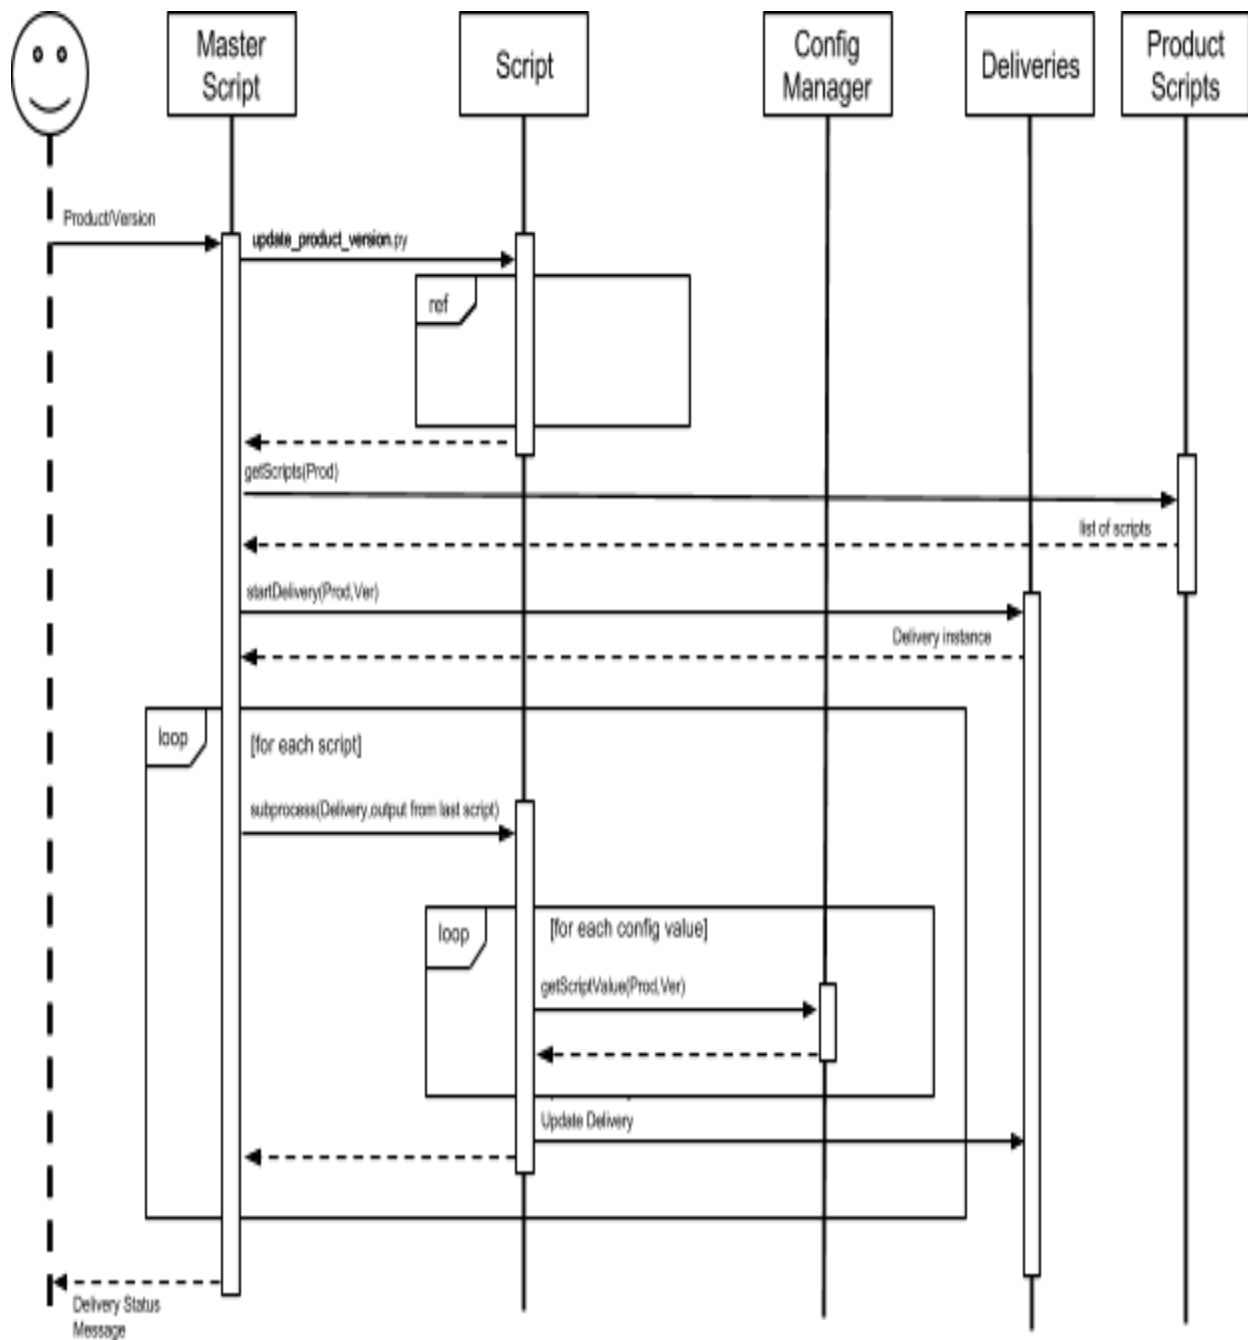 Master
Script
Script
Config
Manager
Deliveries
Product
Scripts
Product/Version
update_product_version.py
ref
getScripts(Prod)
list of scripts
startDelivery(Prod,Ver)
Delivery instance
loop
[for each script]
subprocess(Delivery,output from last script)
loop
[for each config value]
getScriptValue(Prod,Ver)
Update Delivery
Delivery Status
Message